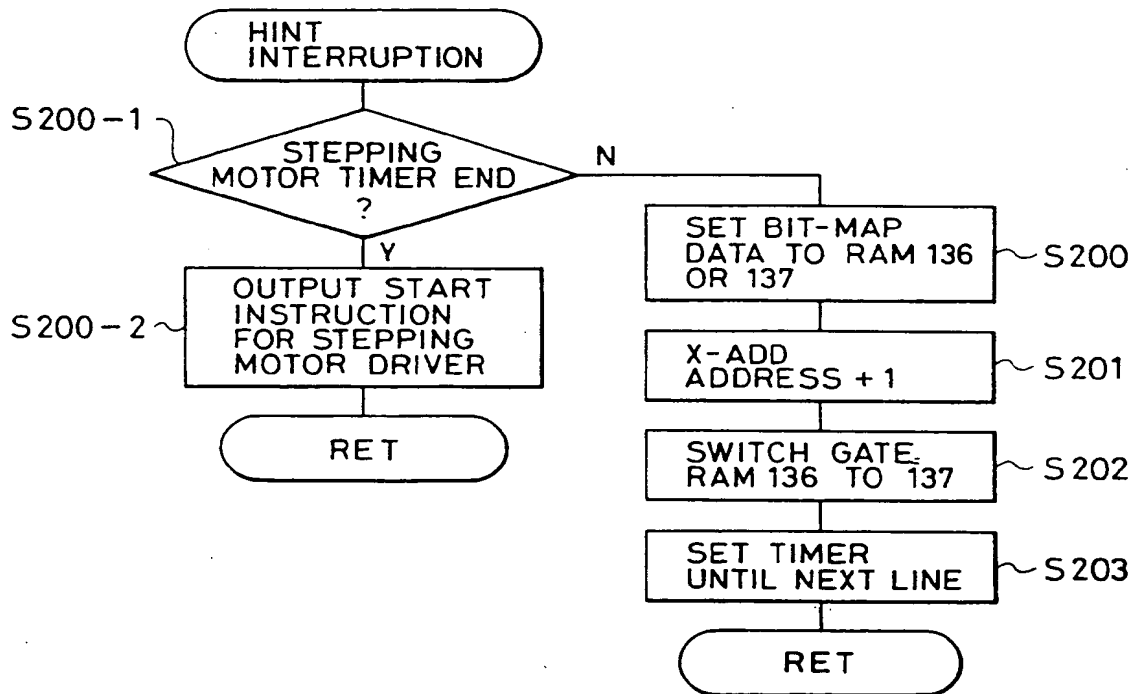 HINT
INTERRUPTION
S200-1
STEPPING
MOTOR TIMER END
?
N
Y
S200-2
OUTPUT START
INSTRUCTION
FOR STEPPING
MOTOR DRIVER
RET
SET BIT-MAP
DATA TO RAM 136
OR 137
S200
X-ADD
ADDRESS + 1
S201
SWITCH GATE
RAM 136 TO 137
S202
SET TIMER
UNTIL NEXT LINE
S203
RET